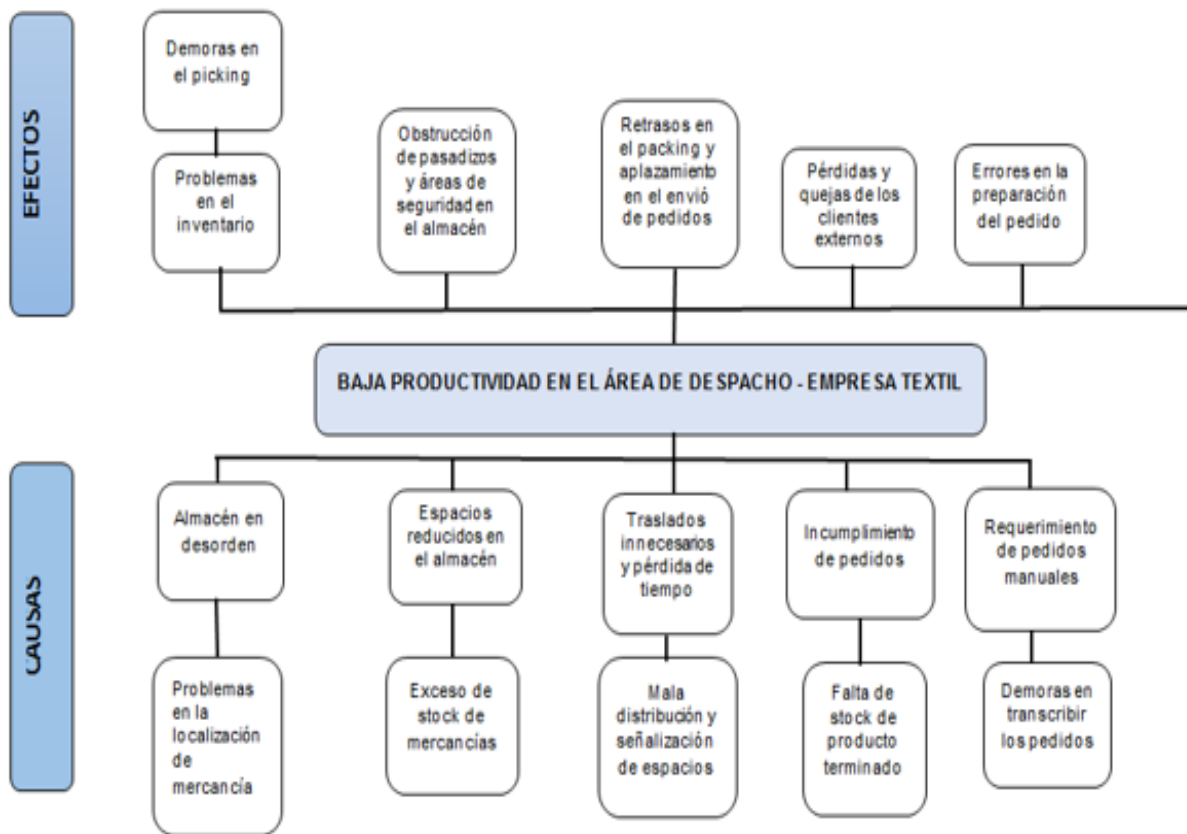 EFECTOS
Demoras en
el picking
Problemas
en el
inventario
Obstrucción
de pasadizos
y áreas de
seguridad en
el almacén
Retrasos en
el packing y
aplazamiento
en el envió
de pedidos
Pérdidas y
quejas de los
clientes
externos
Errores en la
preparación
del pedido
BAJA PRODUCTIVIDAD EN EL ÁREA DE DESPACHO - EMPRESA TEXTIL
CAUSAS
Almacén en
desorden
Espacios
reducidos en
el almacén
Traslados
innecesarios
y pérdida de
tiempo
Incumplimiento
de pedidos
Requerimiento
de pedidos
manuales
Problemas
en la
localización
de
mercancía
Exceso de
stock de
mercancías
Mala
distribución y
señalización
de espacios
Falta de
stock de
producto
terminado
Demoras en
transcribir
los pedidos